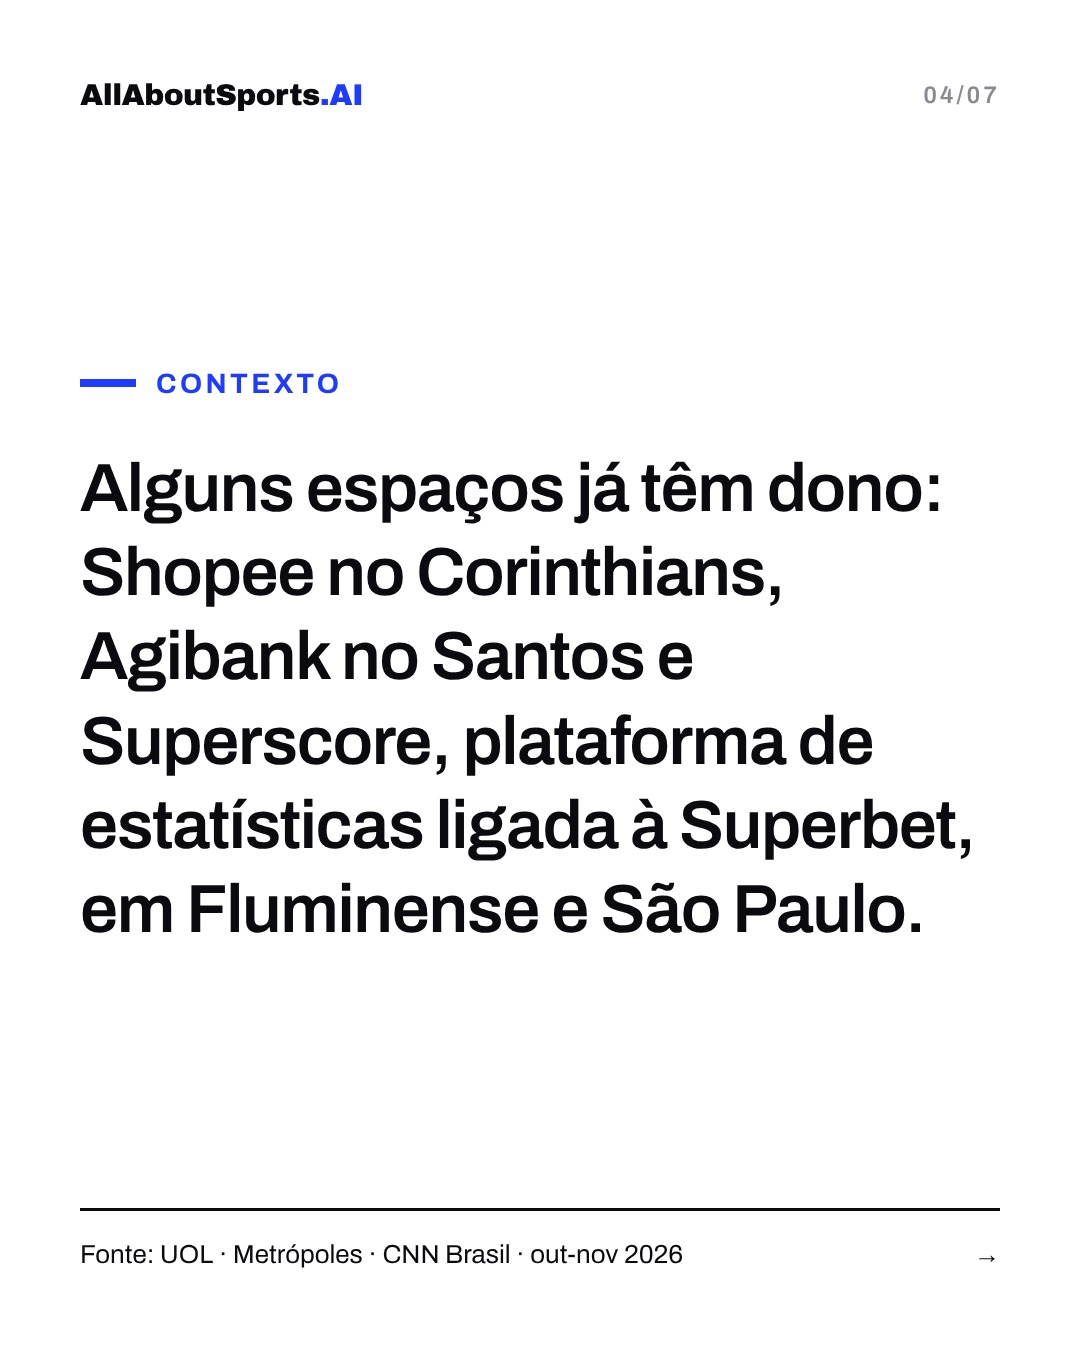 AllAboutSports.AI
04/07
CONTEXTO
Alguns espaços já têm dono:
Shopee no Corinthians,
Agibank no Santos e
Superscore, plataforma de
estatísticas ligada à Superbet,
em Fluminense e São Paulo.
Fonte: UOL · Metrópoles · CNN Brasil · out-nov 2026
→